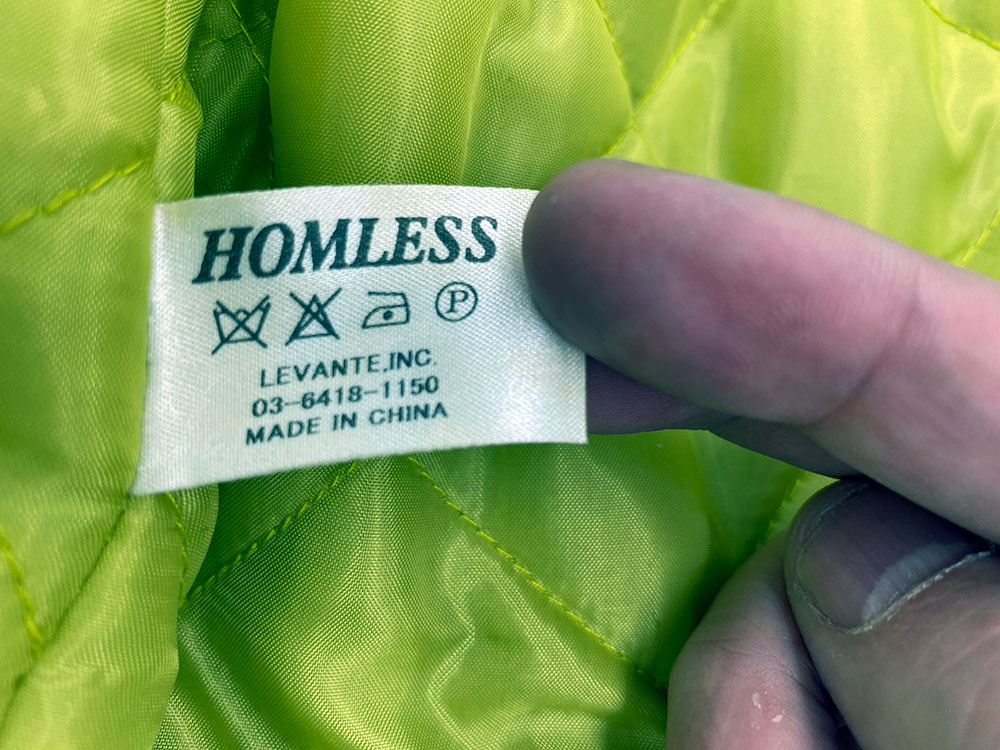 HOMLESS
P
LEVANTE,INC.
03-6418-1150
MADE IN CHINA